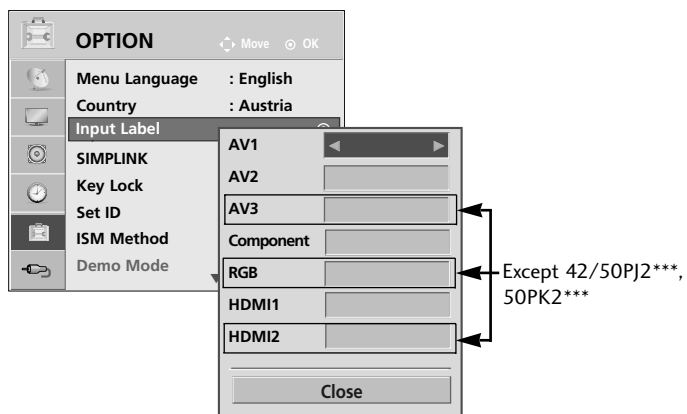 OPTION
Move
OK
Menu Language : English
Country : Austria
Input Label
SIMPLINK
Key Lock
Set ID
ISM Method
Demo Mode
AV1
AV2
AV3
Component
RGB
HDMI1
HDMI2
Close
Except 42/50PJ2***,
50PK2***